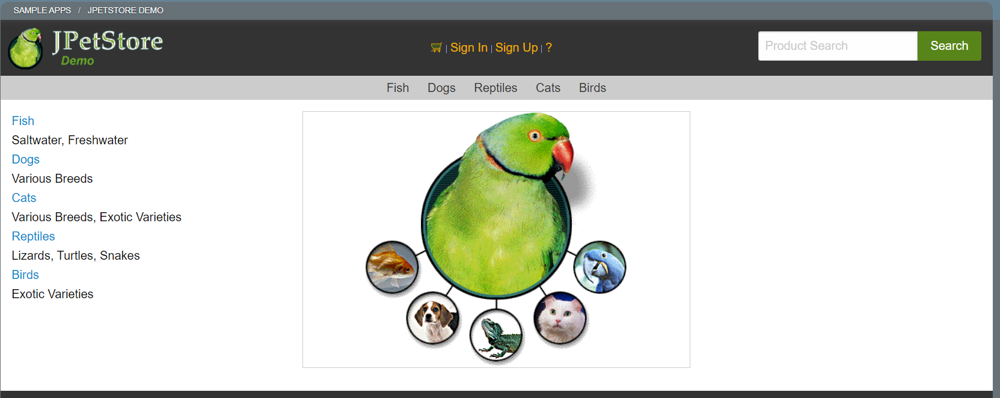 SAMPLE APPS / JPETSTORE DEMO
JPetStore
Demo
| Sign In | Sign Up | ?
Product Search
Search
Fish Dogs Reptiles Cats Birds
Fish
Saltwater, Freshwater
Dogs
Various Breeds
Cats
Various Breeds, Exotic Varieties
Reptiles
Lizards, Turtles, Snakes
Birds
Exotic Varieties